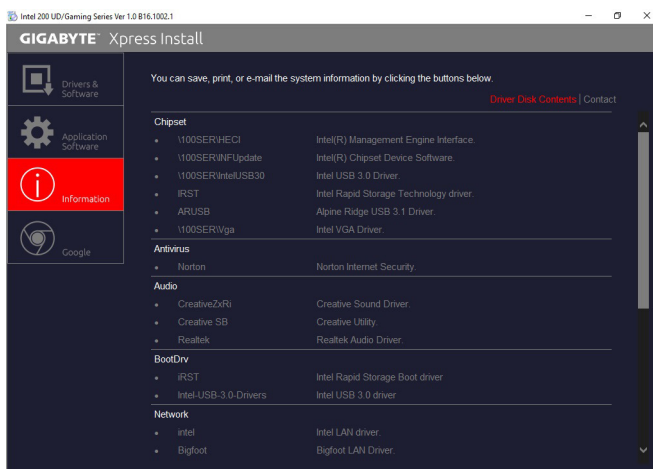 Intel 200 UD/Gaming Series Ver 1.0 B16.1002.1
GIGABYTE™ Xpress Install
Drivers & Software
Application Software
Information
Google
You can save, print, or e-mail the system information by clicking the buttons below.
Driver Disk Contents | Contact
Chipset
\100SER\HECI Intel(R) Management Engine Interface.
\100SER\INFUpdate Intel(R) Chipset Device Software.
\100SER\IntelUSB30 Intel USB 3.0 Driver.
IRST Intel Rapid Storage Technology driver.
ARUSB Alpine Ridge USB 3.1 Driver.
\100SER\Vga Intel VGA Driver.
Antivirus
Norton Norton Internet Security.
Audio
CreativeZxRi Creative Sound Driver.
Creative SB Creative Utility.
Realtek Realtek Audio Driver.
BootDrv
iRST Intel Rapid Storage Boot driver
Intel-USB-3.0-Drivers Intel USB 3.0 driver
Network
intel Intel LAN driver.
Bigfoot Bigfoot LAN Driver.